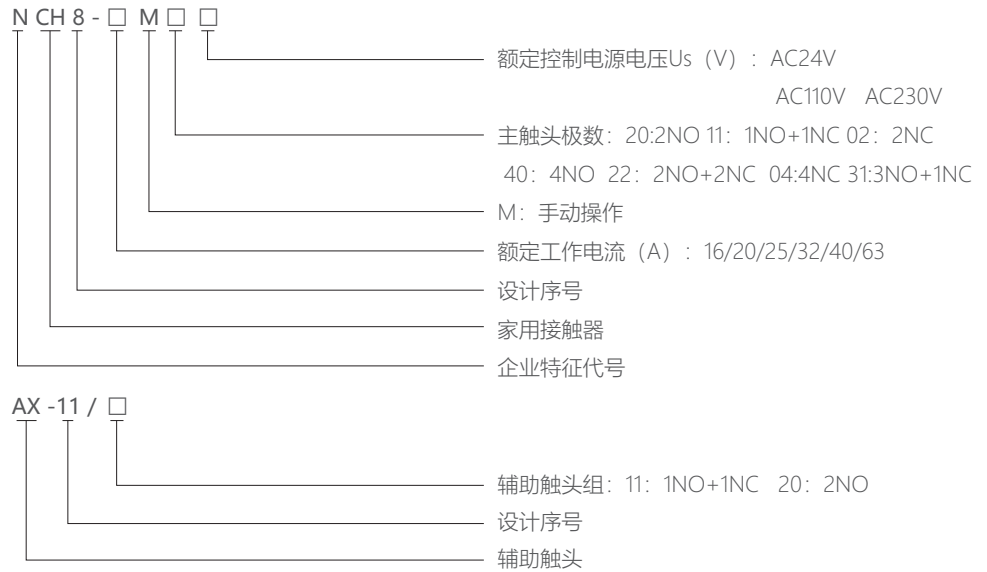 N CH 8 - □ M □ □
额定控制电源电压Us（V）：AC24V
AC110V AC230V
主触头极数：20:2NO 11：1NO+1NC 02：2NC
40：4NO 22：2NO+2NC 04:4NC 31:3NO+1NC
M：手动操作
额定工作电流（A）：16/20/25/32/40/63
设计序号
家用接触器
企业特征代号
AX -11 / □
辅助触头组：11：1NO+1NC 20：2NO
设计序号
辅助触头